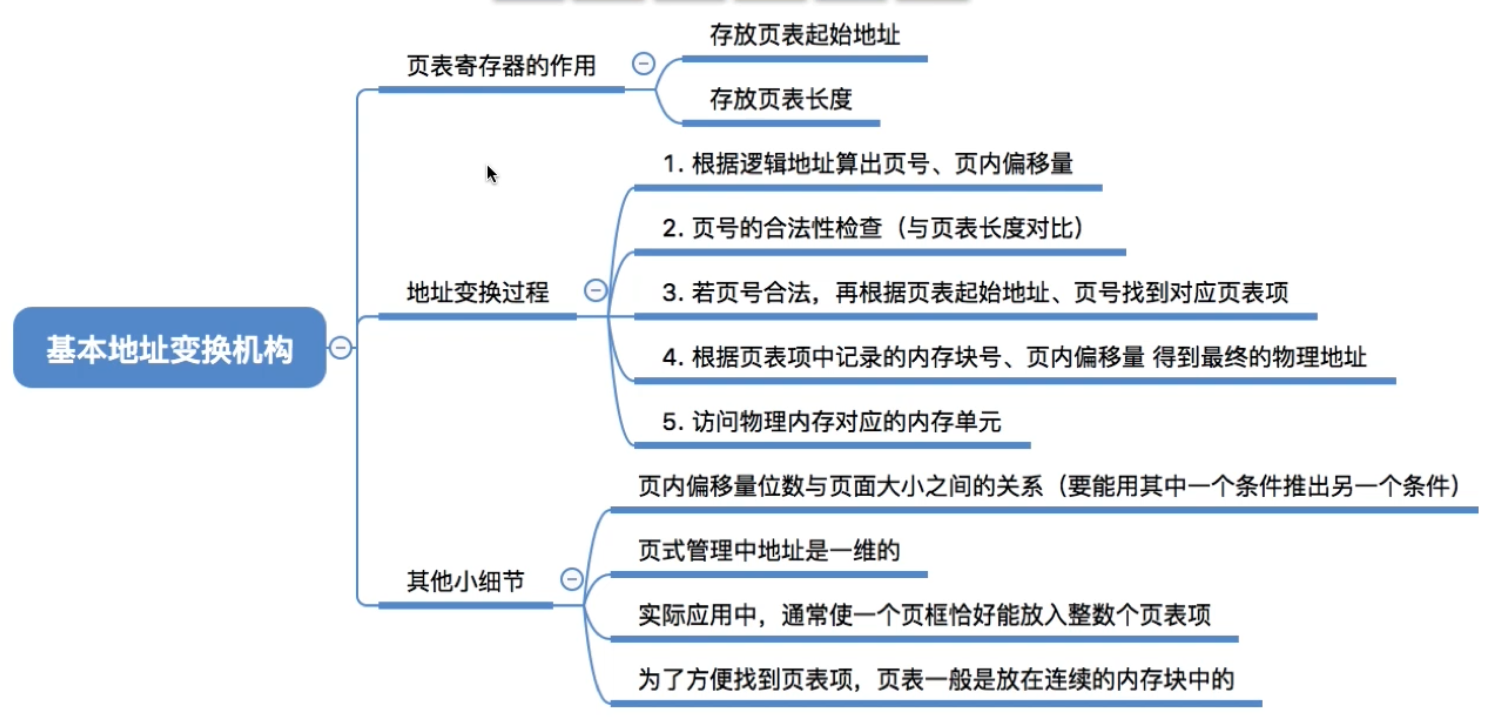 基本地址变换机构
页表寄存器的作用
存放页表起始地址
存放页表长度
地址变换过程
1. 根据逻辑地址算出页号、页内偏移量
2. 页号的合法性检查（与页表长度对比）
3. 若页号合法，再根据页表起始地址、页号找到对应页表项
4. 根据页表项中记录的内存块号、页内偏移量 得到最终的物理地址
5. 访问物理内存对应的内存单元
其他小细节
页内偏移量位数与页面大小之间的关系（要能用其中一个条件推出另一个条件）
页式管理中地址是一维的
实际应用中，通常使一个页框恰好能放入整数个页表项
为了方便找到页表项，页表一般是放在连续的内存块中的